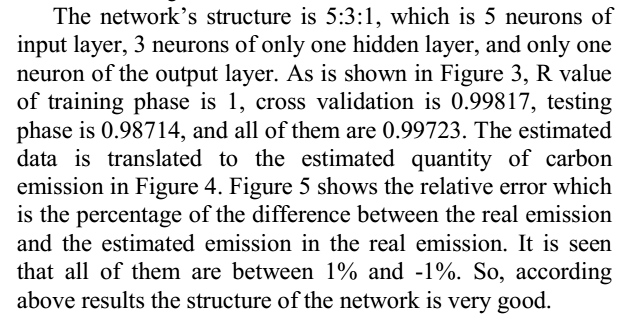 The network's structure is 5:3:1, which is 5 neurons of
input layer, 3 neurons of only one hidden layer, and only one
neuron of the output layer. As is shown in Figure 3, R value
of training phase is 1, cross validation is 0.99817, testing
phase is 0.98714, and all of them are 0.99723. The estimated
data is translated to the estimated quantity of carbon
emission in Figure 4. Figure 5 shows the relative error which
is the percentage of the difference between the real emission
and the estimated emission in the real emission. It is seen
that all of them are between 1% and -1%. So, according
above results the structure of the network is very good.